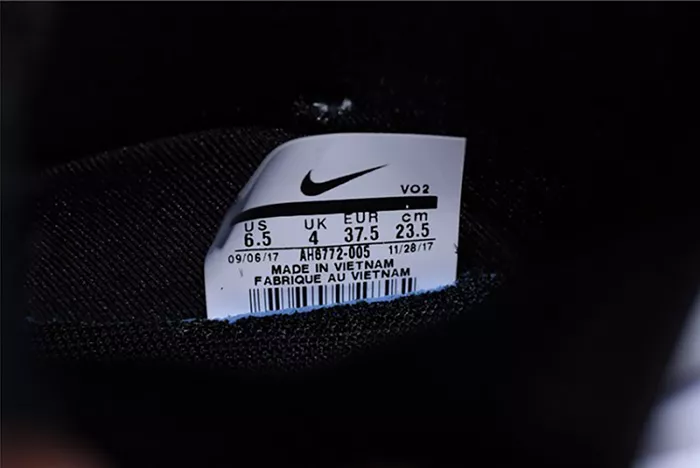 VO2
US UK EUR cm
6.5 4 37.5 23.5
09/06/17 AH6772-005 11/28/17
MADE IN VIETNAM
FABRIQUE AU VIETNAM